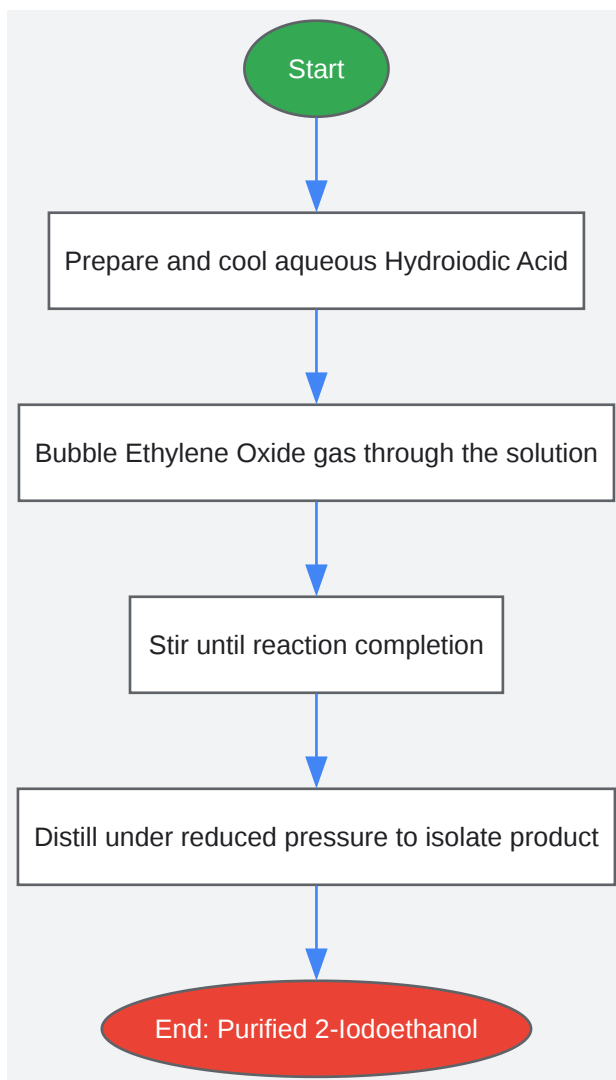 Start
Prepare and cool aqueous Hydroiodic Acid
Bubble Ethylene Oxide gas through the solution
Stir until reaction completion
Distill under reduced pressure to isolate product
End: Purified 2-Iodoethanol